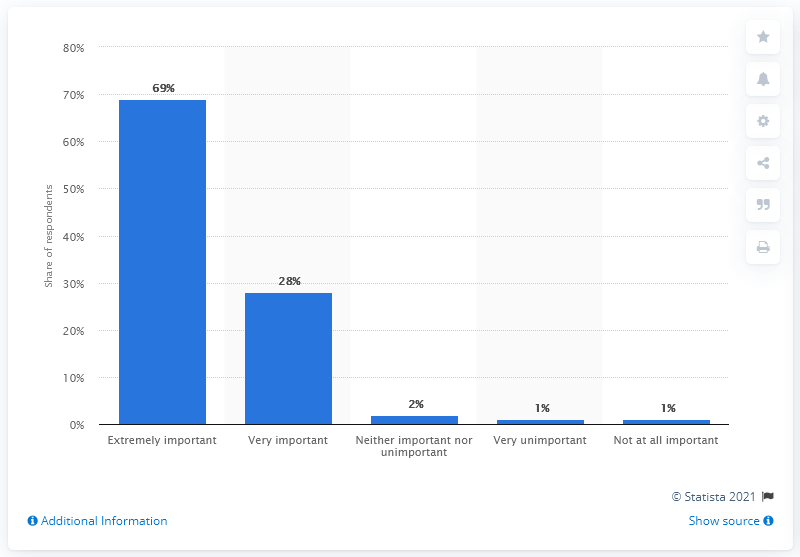 80%
70%
60%
50%
40%
30%
20%
10%
0%
Share of respondents
69%
28%
2%
1%
1%
Extremely important
Very important
Neither important nor
unimportant
Very unimportant
Not at all important
© Statista 2021
Additional Information
Show source